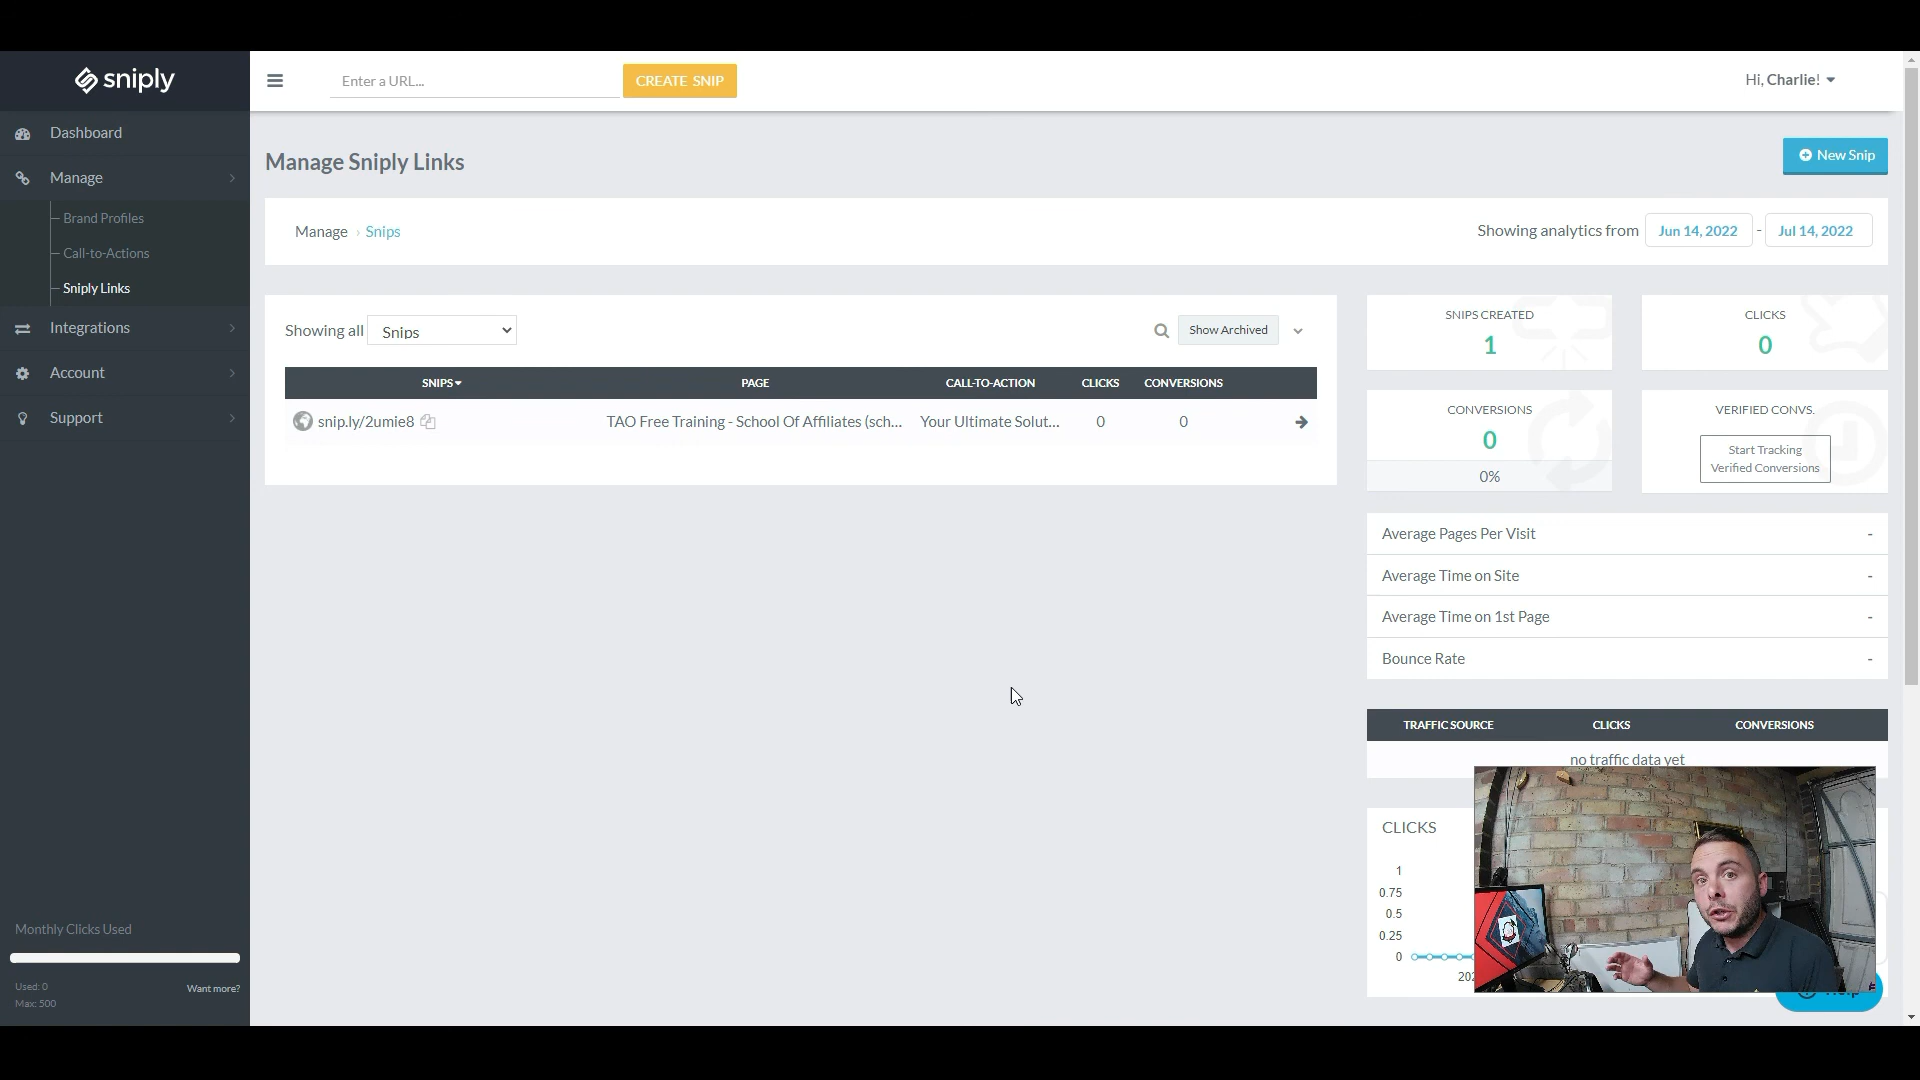 sniply
Enter a URL...
CREATE SNIP
Hi, Charlie!
Dashboard
Manage
Brand Profiles
Call-to-Actions
Sniply Links
Integrations
Account
Support
Monthly Clicks Used
Used: 0
Max: 500
Want more?
Manage Sniply Links
New Snip
Manage › Snips
Showing analytics from Jun 14, 2022 - Jul 14, 2022
Showing all Snips
Show Archived
SNIPS PAGE CALL-TO-ACTION CLICKS CONVERSIONS
snip.ly/2umie8 TAO Free Training - School Of Affiliates (sch... Your Ultimate Solut... 0 0
SNIPS CREATED
1
CLICKS
0
CONVERSIONS
0
0%
VERIFIED CONVS.
Start Tracking
Verified Conversions
Average Pages Per Visit -
Average Time on Site -
Average Time on 1st Page -
Bounce Rate -
TRAFFIC SOURCE CLICKS CONVERSIONS
no traffic data yet
CLICKS
1
0.75
0.5
0.25
0